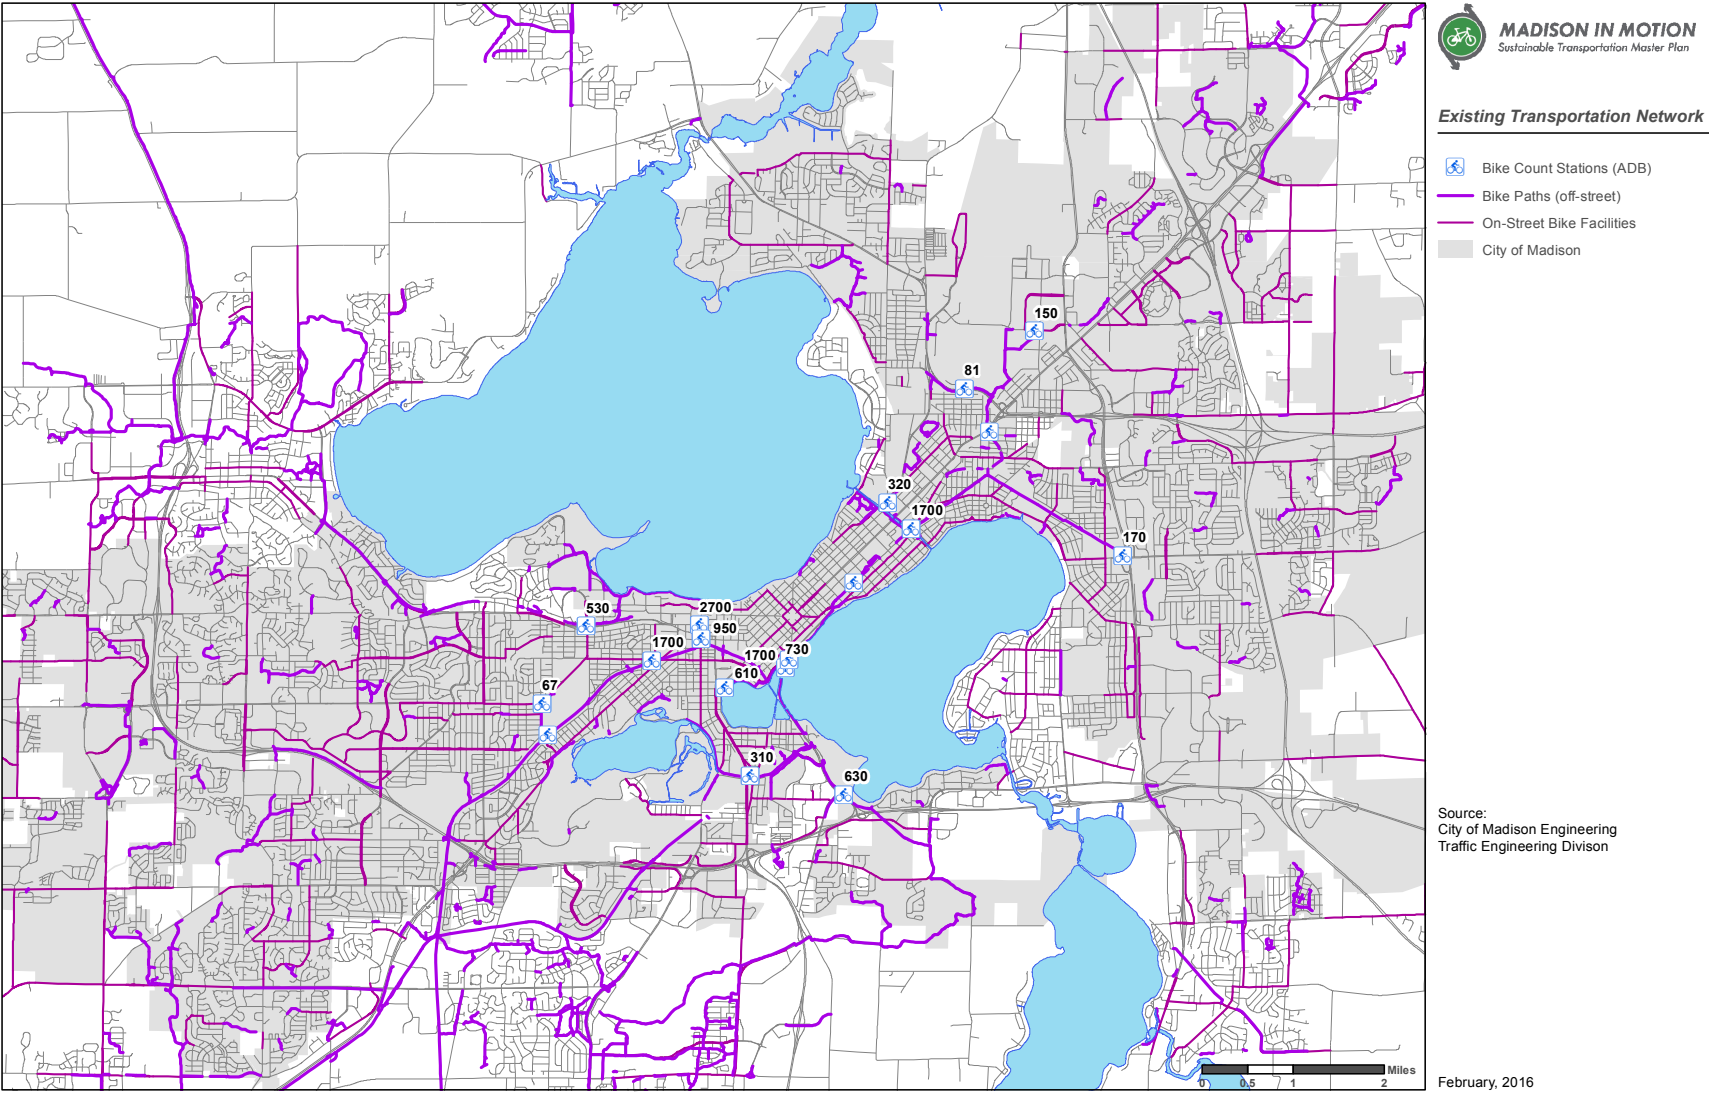 MADISON IN MOTION
Sustainable Transportation Master Plan
Existing Transportation Network
Bike Count Stations (ADB)
Bike Paths (off-street)
On-Street Bike Facilities
City of Madison
150
81
320
1700
170
530
2700
950
1700
1700
730
610
67
310
630
Source:
City of Madison Engineering
Traffic Engineering Divison
Miles
0 0.5 1 2
February, 2016